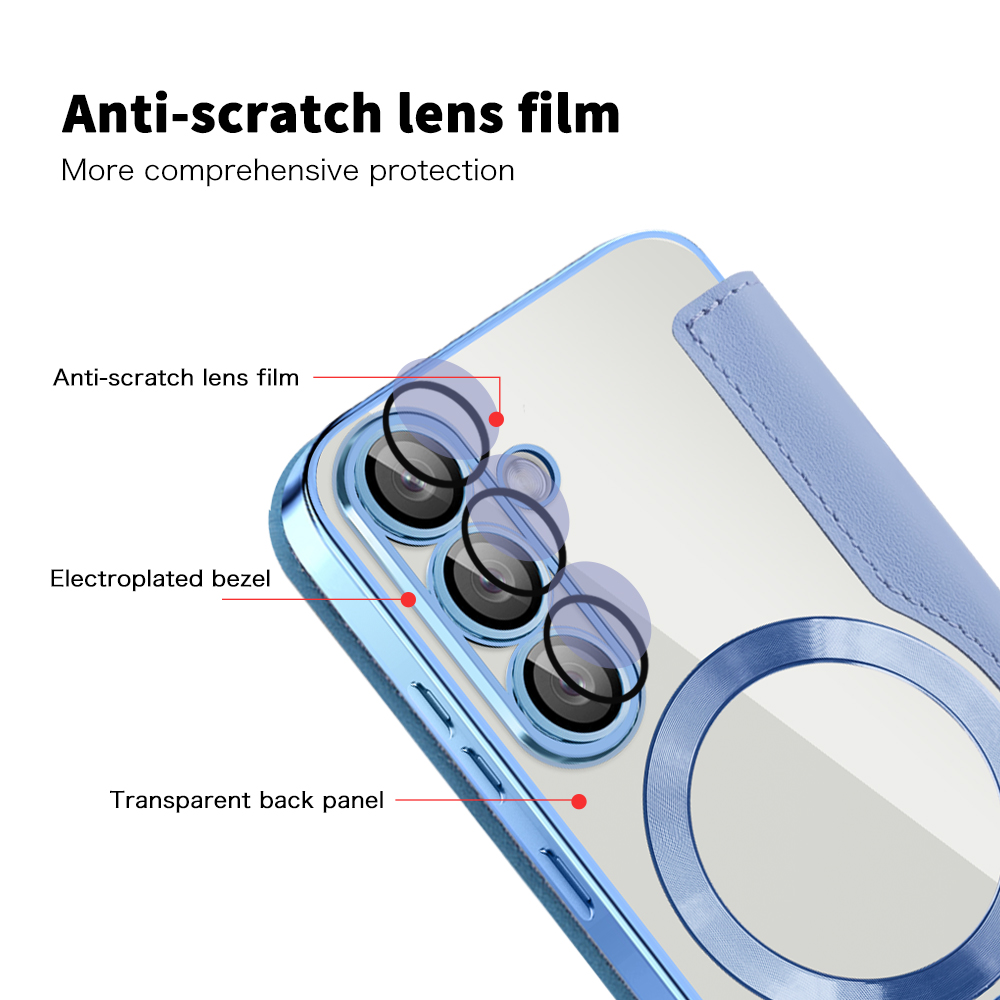 Anti-scratch lens film
More comprehensive protection
Anti-scratch lens film
Electroplated bezel
Transparent back panel